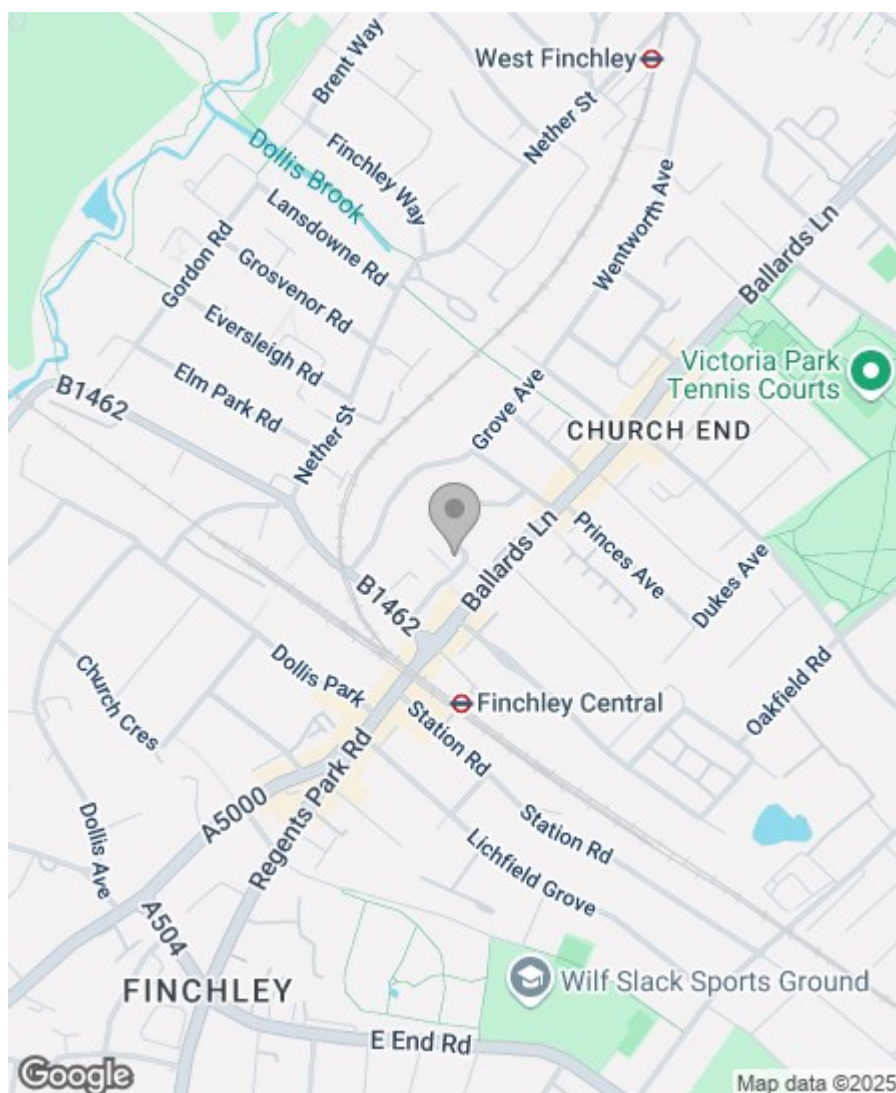 West Finchley
Brent Way
Nether St
Finchley Way
Dollis Brook
Lansdowne Rd
Wentworth Ave
Ballards Ln
Gordon Rd
Grosvenor Rd
Eversleigh Rd
Victoria Park
Tennis Courts
Elm Park Rd
B1462
Grove Ave
Nether St
CHURCH END
Princes Ave
Ballards Ln
Dukes Ave
B1462
Church Cres
Dollis Park
Oakfield Rd
Finchley Central
Station Rd
Regents Park Rd
A5000
Station Rd
Dollis Ave
Lichfield Grove
A504
FINCHLEY
Wilf Slack Sports Ground
E End Rd
Google
Map data ©2025